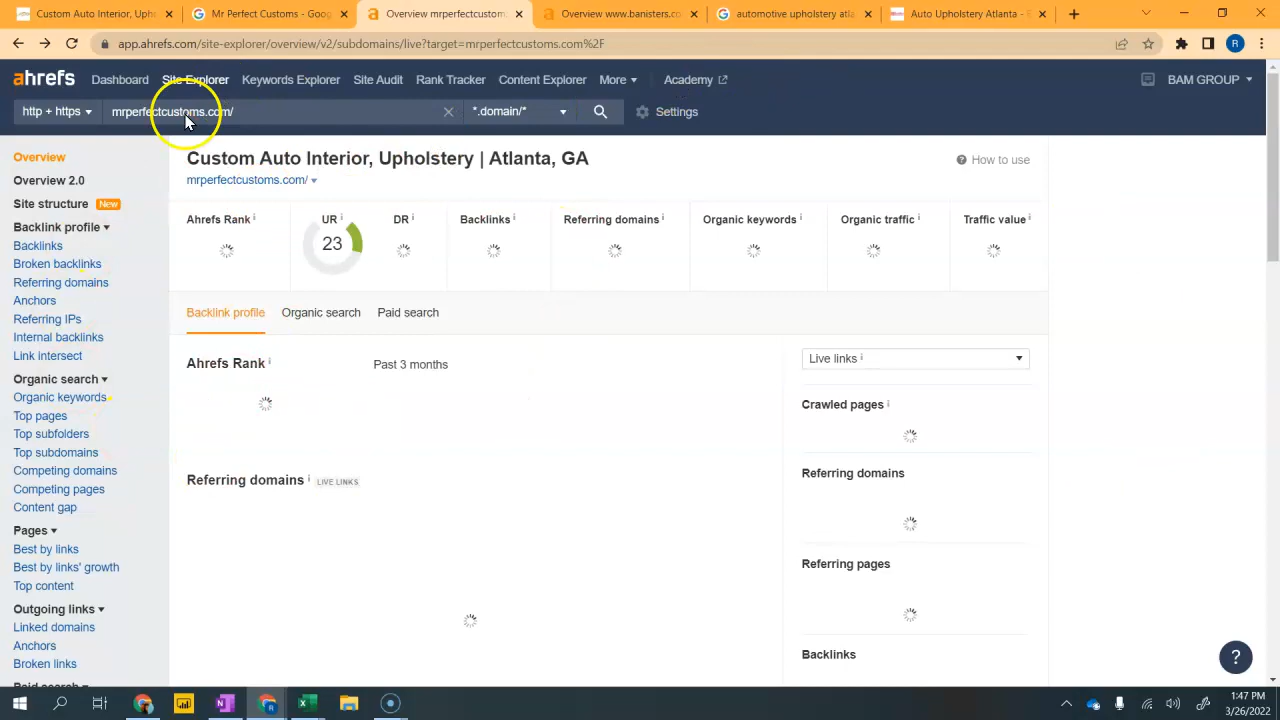 Custom Auto Interior, Uph
Mr Perfect Customs - Goog
Overview mrperfectcustom
Overview www.banisters.co
automotive upholstery atla
Auto Upholstery Atlanta -
app.ahrefs.com/site-explorer/overview/v2/subdomains/live?target=mrperfectcustoms.com%2F
R
ahrefs
Dashboard
Site Explorer
Keywords Explorer
Site Audit
Rank Tracker
Content Explorer
More
Academy
BAM GROUP
http + https
mrperfectcustoms.com/
*.domain/*
Settings
Overview
Overview 2.0
Site structure New
Backlink profile
Backlinks
Broken backlinks
Referring domains
Anchors
Referring IPs
Internal backlinks
Link intersect
Organic search
Organic keywords
Top pages
Top subfolders
Top subdomains
Competing domains
Competing pages
Content gap
Pages
Best by links
Best by links' growth
Top content
Outgoing links
Linked domains
Anchors
Broken links
Paid search
Custom Auto Interior, Upholstery | Atlanta, GA
How to use
mrperfectcustoms.com/
Ahrefs Rank
UR
23
DR
Backlinks
Referring domains
Organic keywords
Organic traffic
Traffic value
Backlink profile
Organic search
Paid search
Ahrefs Rank
Past 3 months
Referring domains LIVE LINKS
Live links
Crawled pages
Referring domains
Referring pages
Backlinks
?
1:47 PM
3/26/2022